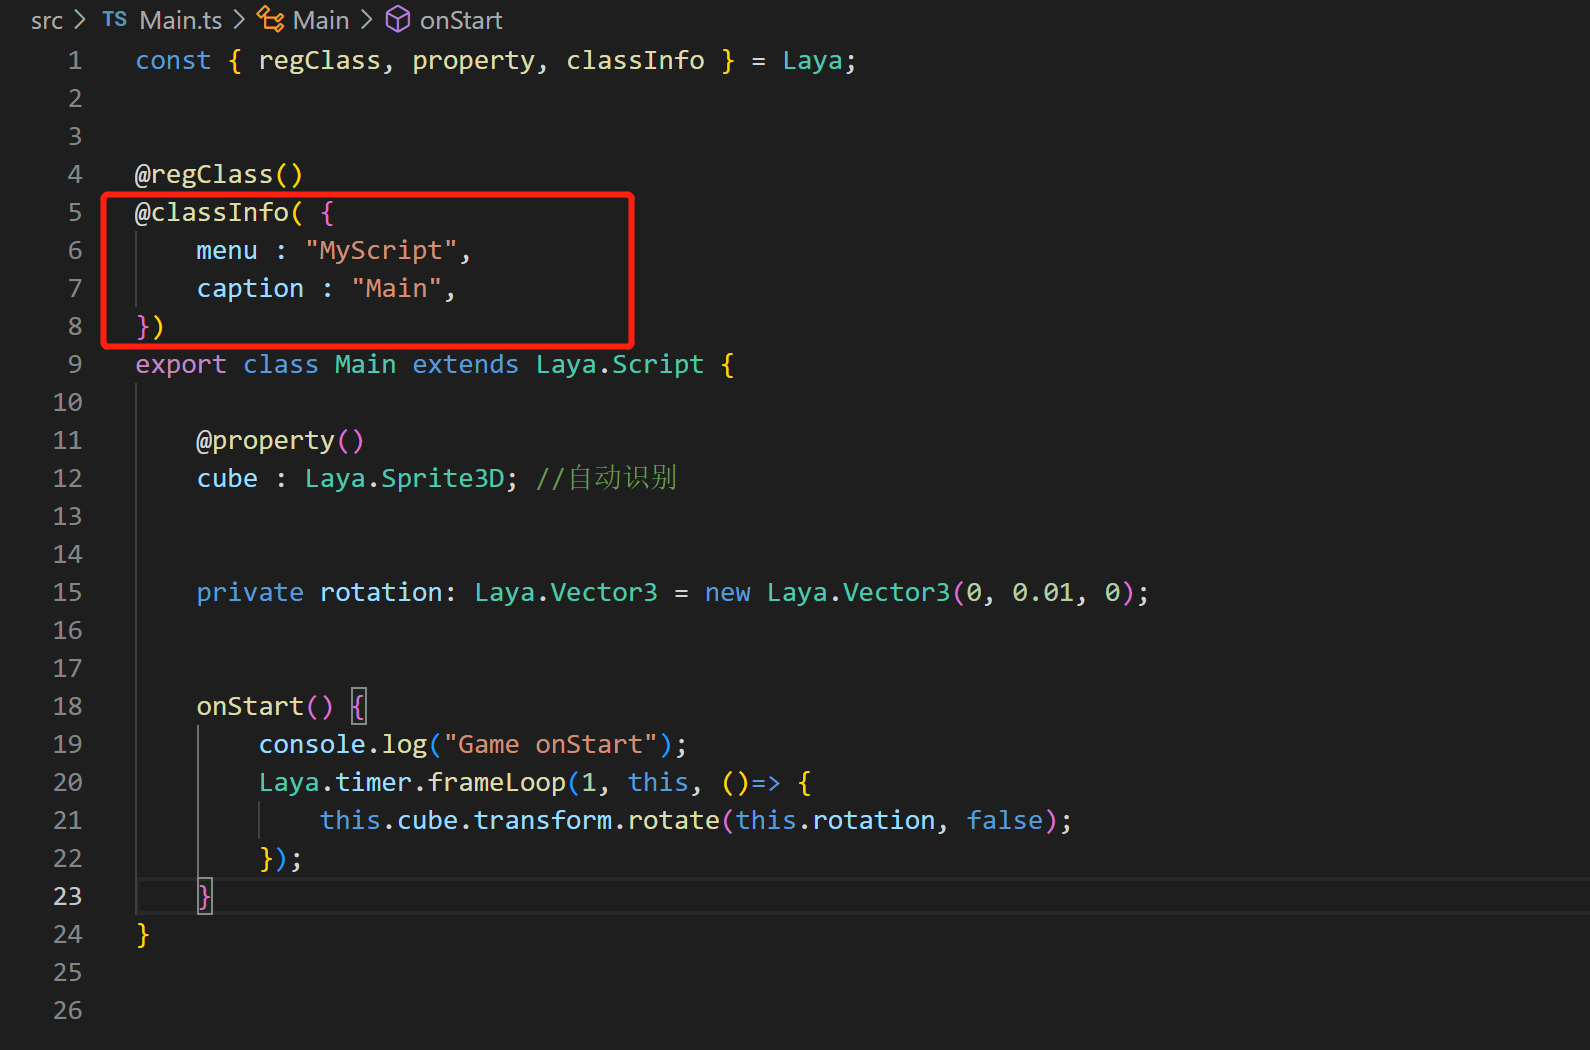 src > TS Main.ts > Main > onStart
1 const { regClass, property, classInfo } = Laya;
2
3
4 @regClass()
5 @classInfo( {
6 menu : "MyScript",
7 caption : "Main",
8 })
9 export class Main extends Laya.Script {
10
11 @property()
12 cube : Laya.Sprite3D; //自动识别
13
14
15 private rotation: Laya.Vector3 = new Laya.Vector3(0, 0.01, 0);
16
17
18 onStart() {
19 console.log("Game onStart");
20 Laya.timer.frameLoop(1, this, ()=> {
21 this.cube.transform.rotate(this.rotation, false);
22 });
23 }
24 }
25
26